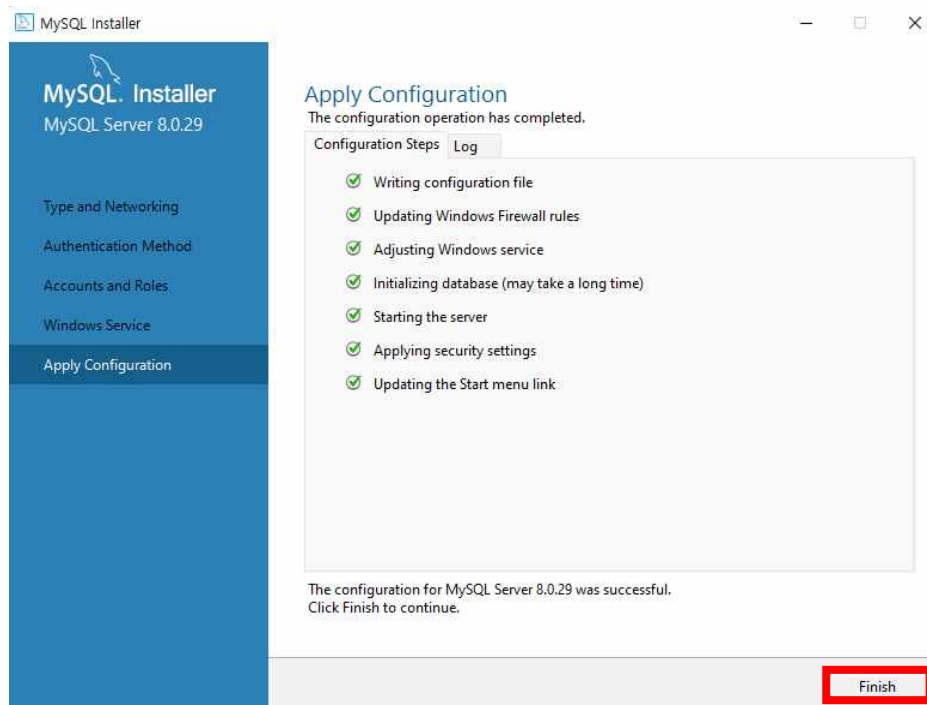 MySQL Installer
MySQL. Installer
MySQL Server 8.0.29
Type and Networking
Authentication Method
Accounts and Roles
Windows Service
Apply Configuration
Apply Configuration
The configuration operation has completed.
Configuration Steps Log
Writing configuration file
Updating Windows Firewall rules
Adjusting Windows service
Initializing database (may take a long time)
Starting the server
Applying security settings
Updating the Start menu link
The configuration for MySQL Server 8.0.29 was successful.
Click Finish to continue.
Finish